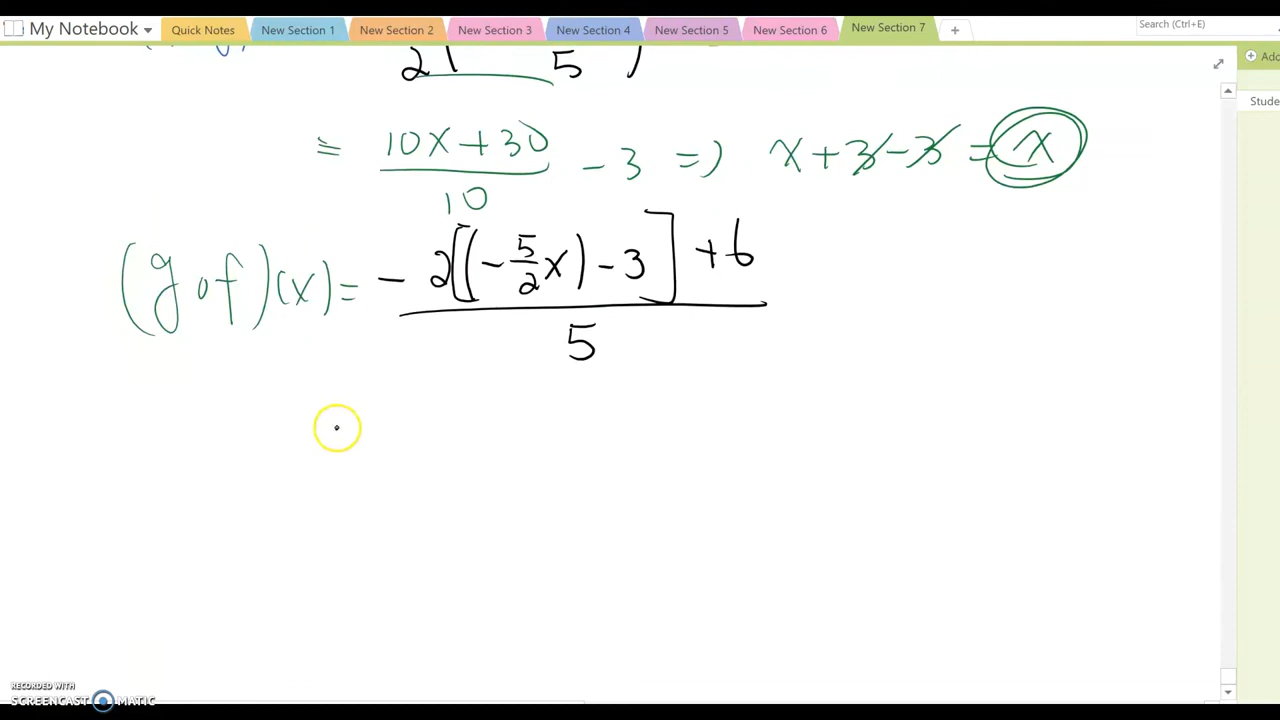 My Notebook
Quick Notes
New Section 1
New Section 2
New Section 3
New Section 4
New Section 5
New Section 6
New Section 7
Search (Ctrl+E)
Add
Stude
2( 5 )
= 10x + 30 / 10 - 3 => x + 3 - 3 = x
(g o f)(x) = - 2[(- 5/2 x) - 3] + 6 / 5
RECORDED WITH
SCREENCAST MATIC